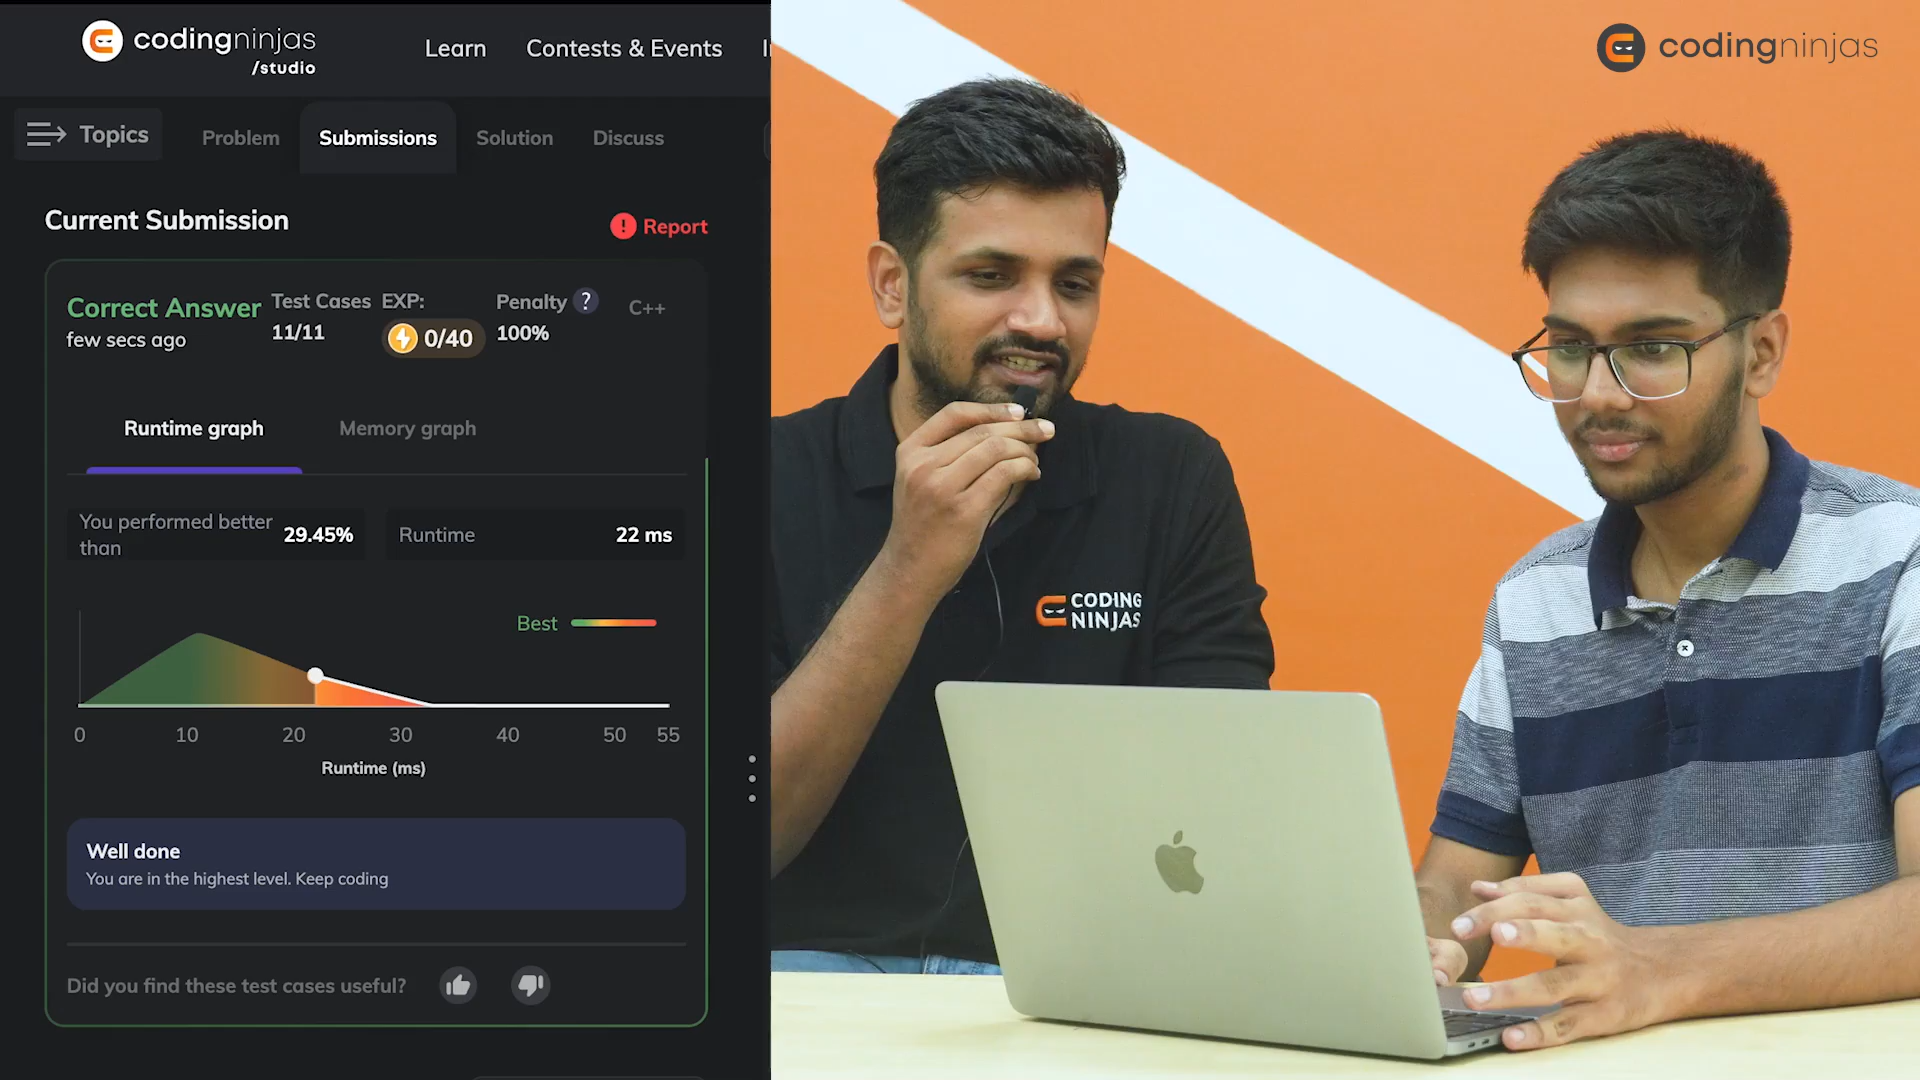 codingninjas
/studio
Learn
Contests & Events
Topics
Problem
Submissions
Solution
Discuss
Current Submission
! Report
Correct Answer
few secs ago
Test Cases
11/11
EXP:
0/40
Penalty ?
100%
C++
Runtime graph
Memory graph
You performed better
than
29.45%
Runtime
22 ms
Best
0 10 20 30 40 50 55
Runtime (ms)
Well done
You are in the highest level. Keep coding
Did you find these test cases useful?
codingninjas
CODING
NINJAS